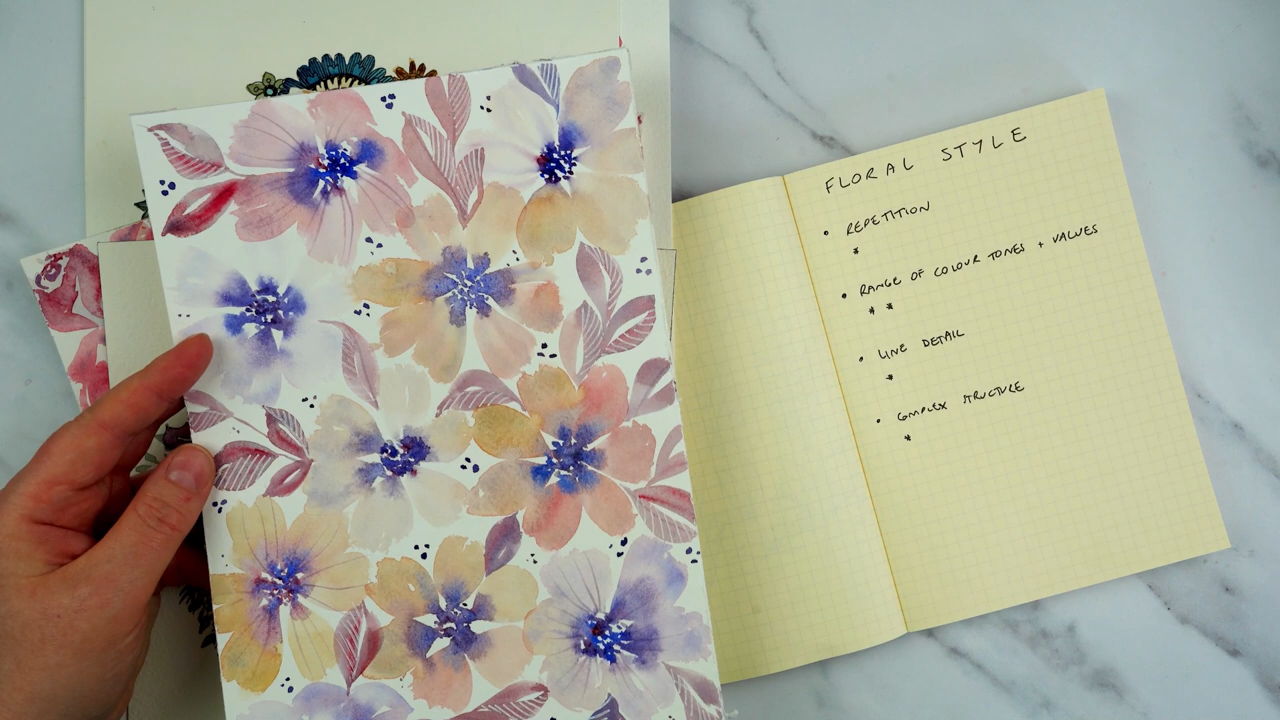 FLORAL STYLE
• REPETITION
*
• RANGE OF COLOUR TONES + VALUES
* *
• LINE DETAIL
*
• COMPLEX STRUCTURE
*